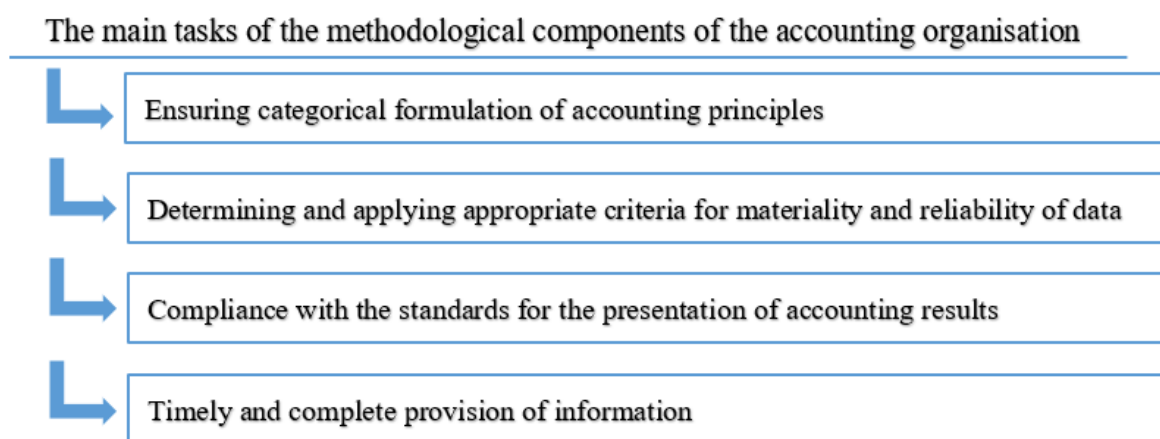 The main tasks of the methodological components of the accounting organisation
Ensuring categorical formulation of accounting principles
Determining and applying appropriate criteria for materiality and reliability of data
Compliance with the standards for the presentation of accounting results
Timely and complete provision of information